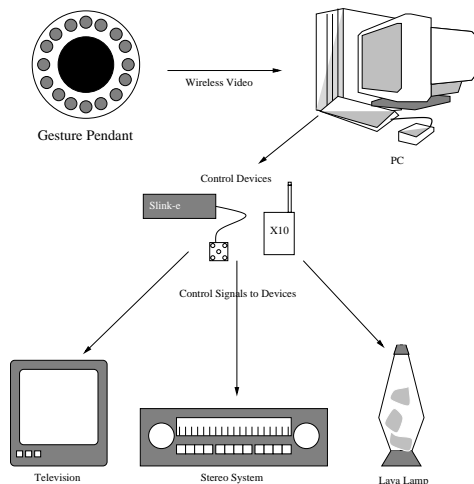 Wireless Video
Gesture Pendant
PC
Control Devices
Slink-e
X10
Control Signals to Devices
Television
Stereo System
Lava Lamp